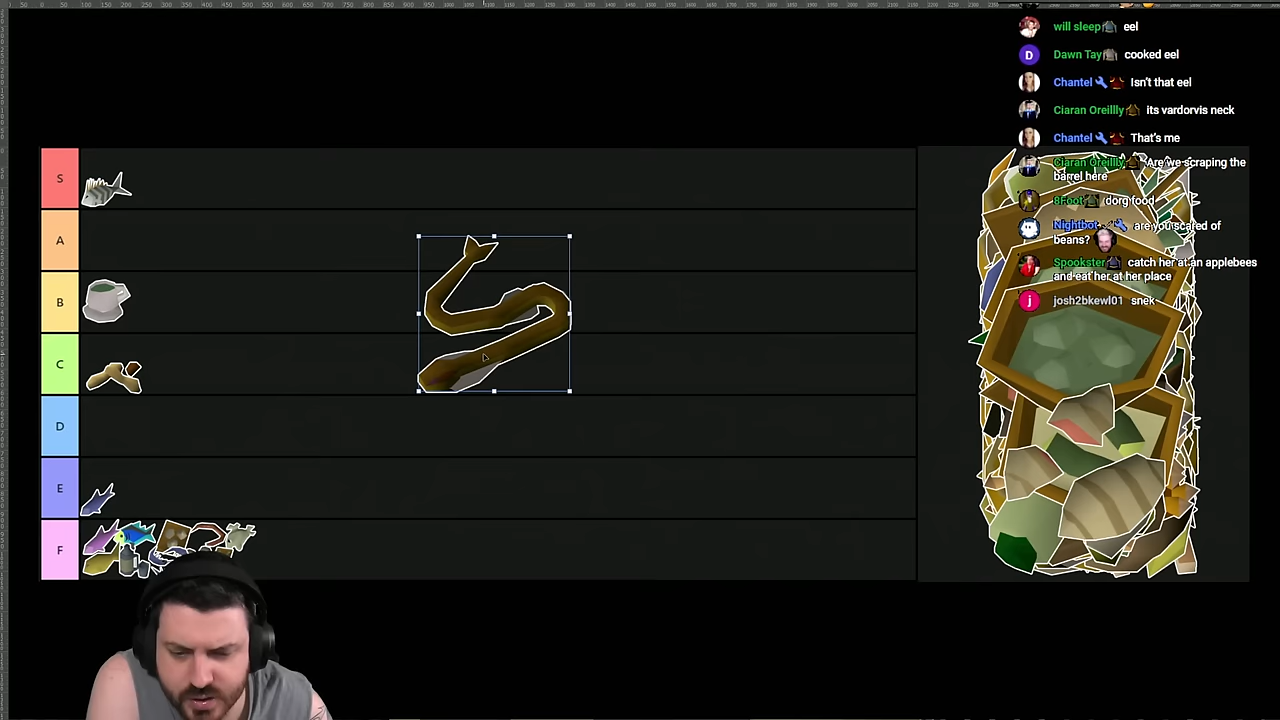 will sleep eel
Dawn Tay cooked eel
Chantel Isn't that eel
Ciaran Oreillly its vardorvis neck
Chantel That's me
Ciaran Oreillly Are we scraping the
barrel here
8Foot dorg food
Nightbot are you scared of
beans?
Spookster catch her at an applebees
and eat her at her place
josh2bkewl01 snek
S
A
B
C
D
E
F
D
j